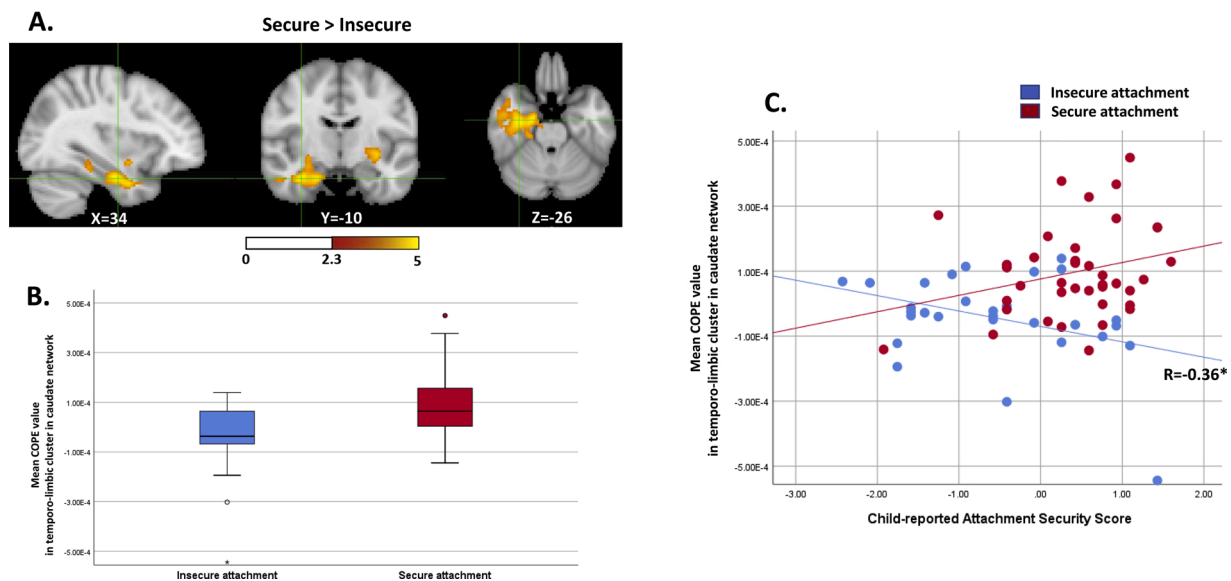 A.
Secure > Insecure
X=34
Y=-10
Z=-26
0
2.3
5
B.
Mean COPE value
in temporo-limbic cluster in caudate network
5.00E-4
3.00E-4
1.00E-4
-1.00E-4
-3.00E-4
-5.00E-4
Insecure attachment
Secure attachment
C.
Insecure attachment
Secure attachment
Mean COPE value
in temporo-limbic cluster in caudate network
5.00E-4
3.00E-4
1.00E-4
-1.00E-4
-3.00E-4
-5.00E-4
R=-0.36*
-3.00
-2.00
-1.00
.00
1.00
2.00
Child-reported Attachment Security Score